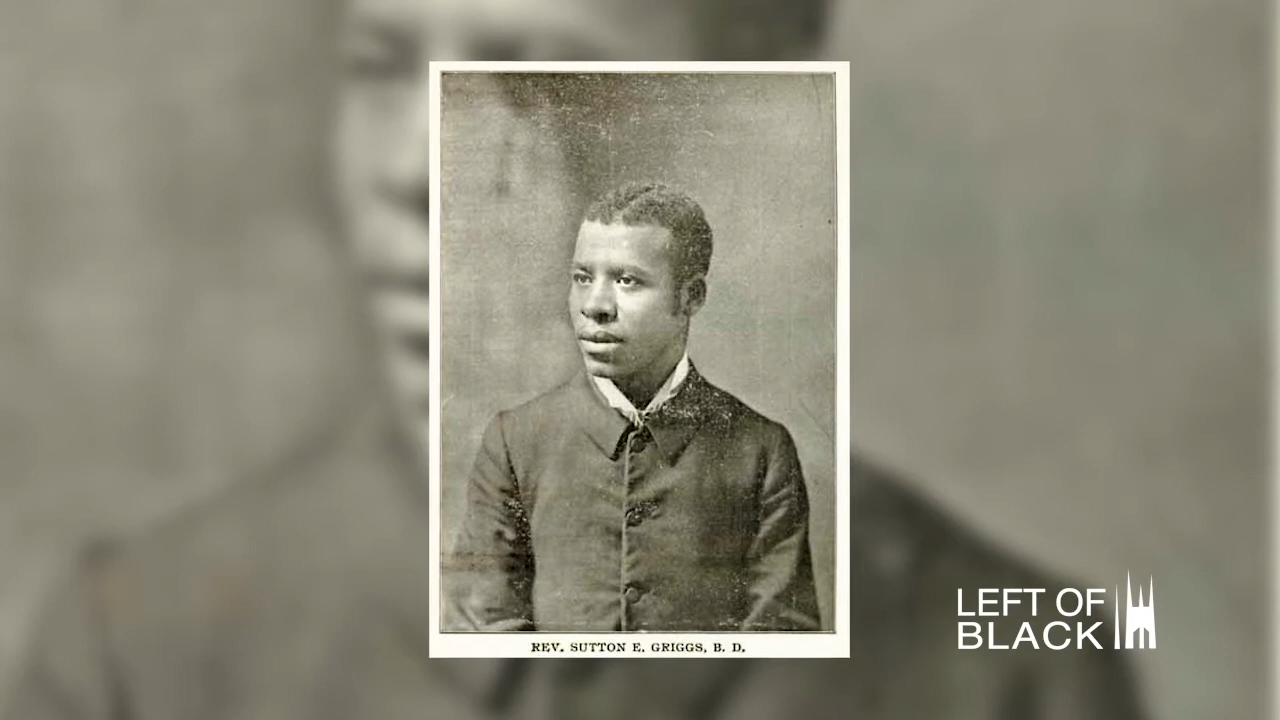 REV. SUTTON E. GRIGGS, B. D.
LEFT OF
BLACK